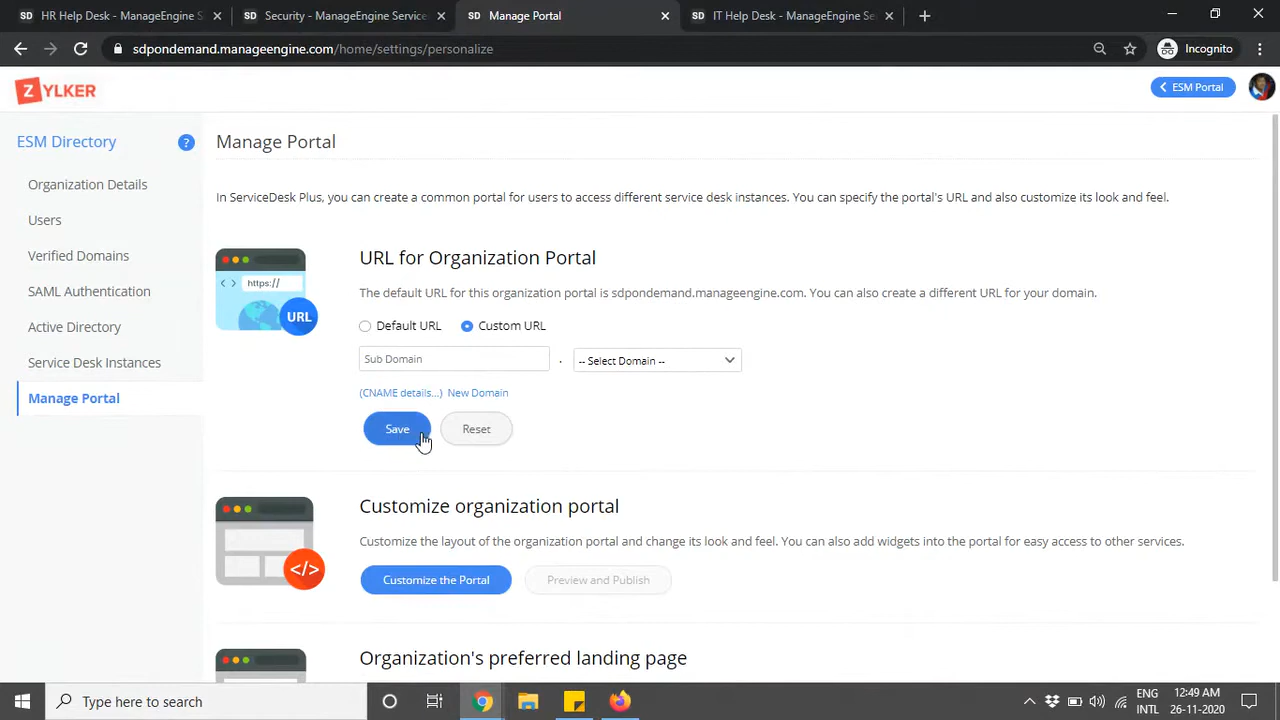 HR Help Desk - ManageEngine S
Security - ManageEngine Service
Manage Portal
IT Help Desk - ManageEngine Se
sdpondemand.manageengine.com/home/settings/personalize
Incognito
ZYLKER
ESM Portal
ESM Directory
?
Organization Details
Users
Verified Domains
SAML Authentication
Active Directory
Service Desk Instances
Manage Portal
Manage Portal
In ServiceDesk Plus, you can create a common portal for users to access different service desk instances. You can specify the portal's URL and also customize its look and feel.
https://
URL
URL for Organization Portal
The default URL for this organization portal is sdpondemand.manageengine.com. You can also create a different URL for your domain.
Default URL Custom URL
Sub Domain . -- Select Domain --
(CNAME details...) New Domain
Save Reset
</>
Customize organization portal
Customize the layout of the organization portal and change its look and feel. You can also add widgets into the portal for easy access to other services.
Customize the Portal Preview and Publish
Organization's preferred landing page
Type here to search
ENG
INTL
12:49 AM
26-11-2020